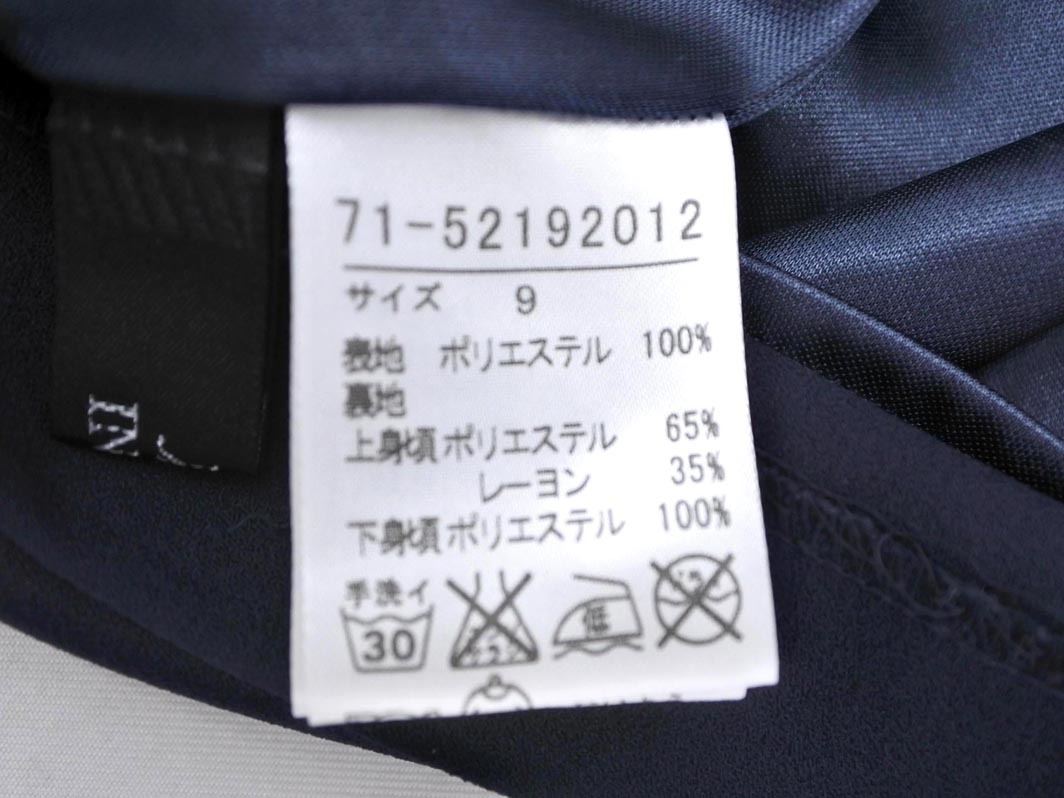 71-52192012
サイズ 9
表地 ポリエステル 100%
裏地
上身頃ポリエステル 65%
レーヨン 35%
下身頃ポリエステル 100%
手洗イ
30
低